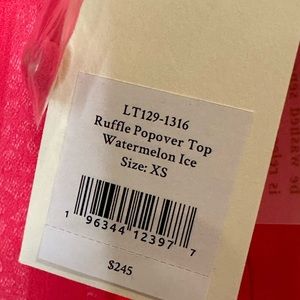 LT129-1316
Ruffle Popover Top
Watermelon Ice
Size: XS
1 96344 12397 7
$245